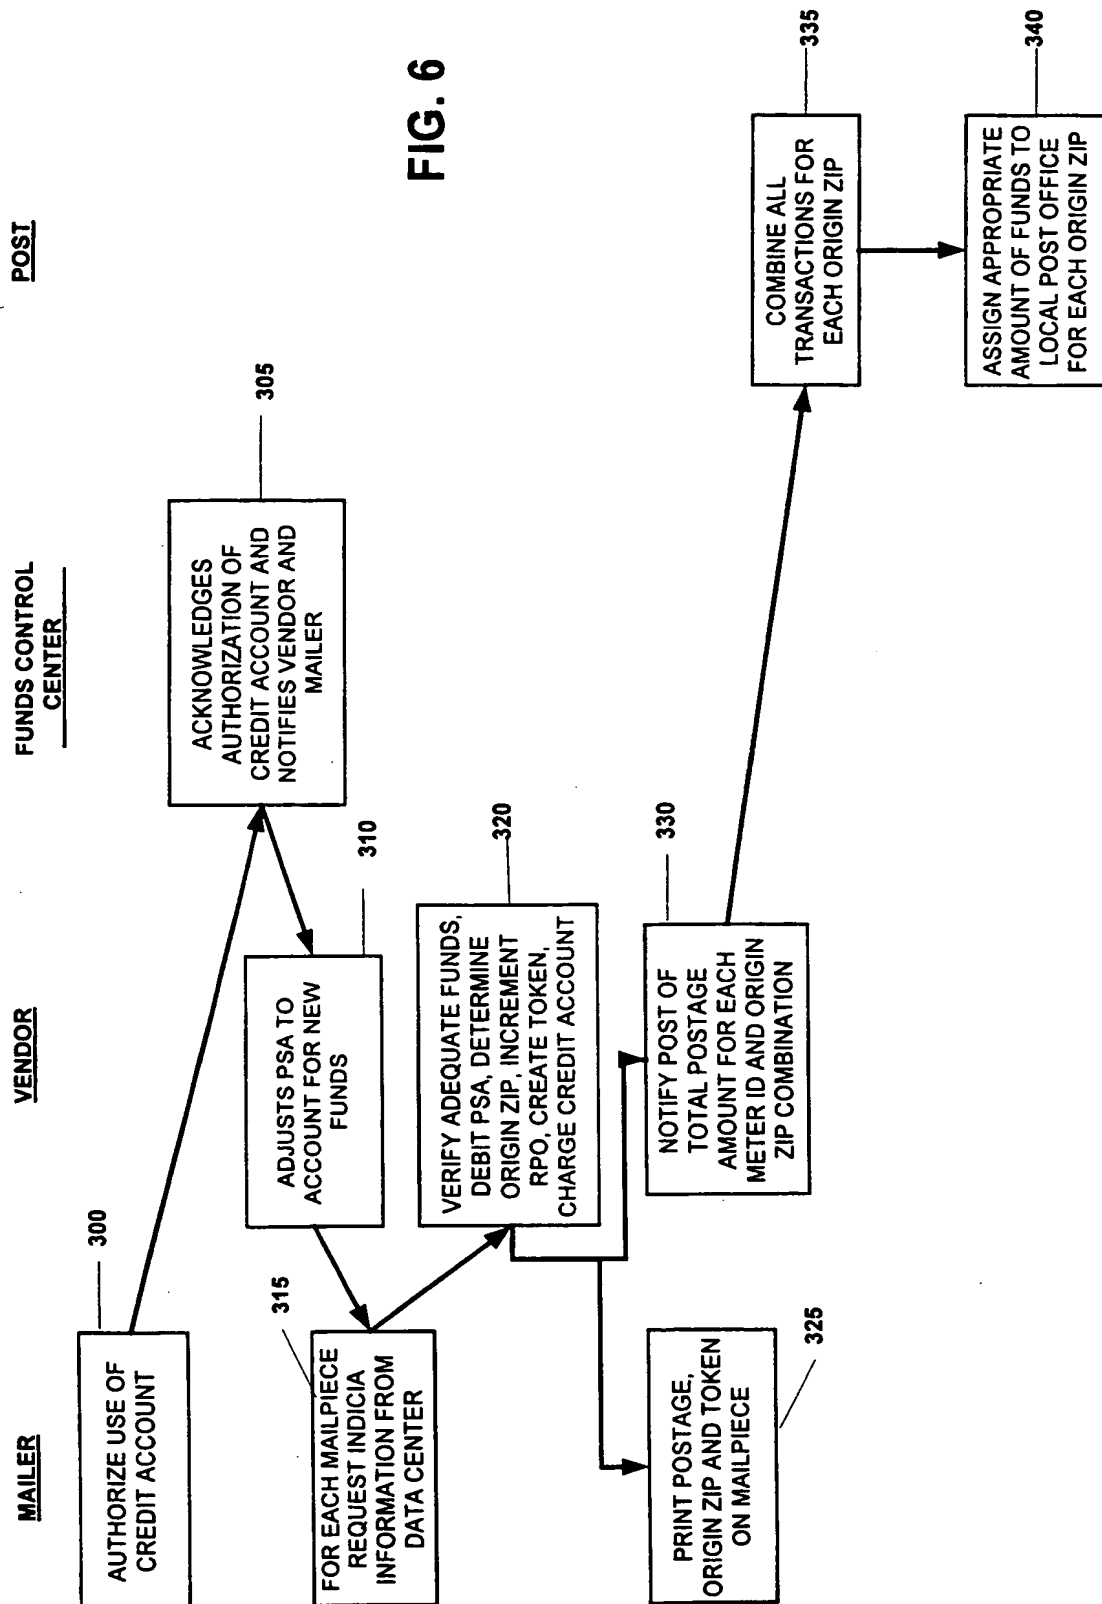 MAILER
VENDOR
FUNDS CONTROL
CENTER
POST
300
AUTHORIZE USE OF
CREDIT ACCOUNT
305
ACKNOWLEDGES
AUTHORIZATION OF
CREDIT ACCOUNT AND
NOTIFIES VENDOR AND
MAILER
310
ADJUSTS PSA TO
ACCOUNT FOR NEW
FUNDS
315
FOR EACH MAILPIECE
REQUEST INDICIA
INFORMATION FROM
DATA CENTER
320
VERIFY ADEQUATE FUNDS,
DEBIT PSA, DETERMINE
ORIGIN ZIP, INCREMENT
RPO, CREATE TOKEN,
CHARGE CREDIT ACCOUNT
FIG. 6
325
PRINT POSTAGE,
ORIGIN ZIP AND TOKEN
ON MAILPIECE
330
NOTIFY POST OF
TOTAL POSTAGE
AMOUNT FOR EACH
METER ID AND ORIGIN
ZIP COMBINATION
335
COMBINE ALL
TRANSACTIONS FOR
EACH ORIGIN ZIP
340
ASSIGN APPROPRIATE
AMOUNT OF FUNDS TO
LOCAL POST OFFICE
FOR EACH ORIGIN ZIP